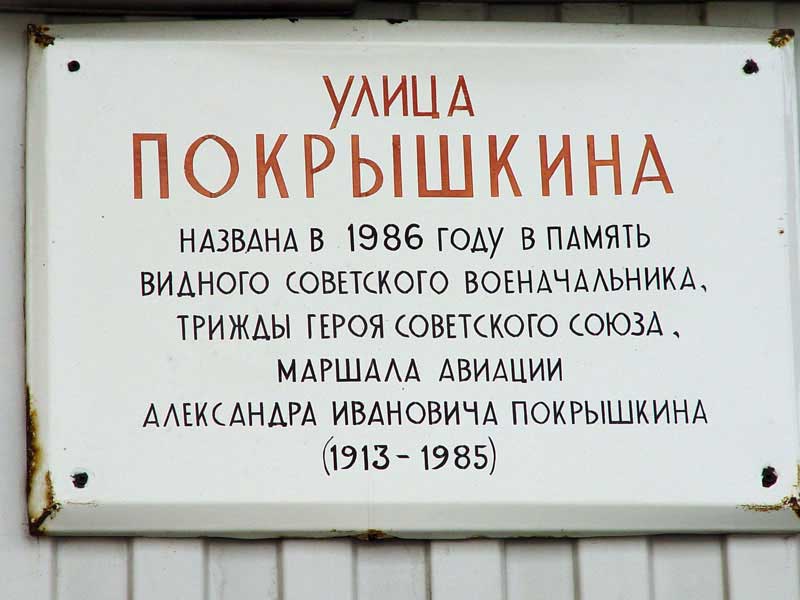 УЛИЦА
ПОКРЫШКИНА
НАЗВАНА В 1986 ГОДУ В ПАМЯТЬ
ВИДНОГО СОВЕТСКОГО ВОЕНАЧАЛЬНИКА,
ТРИЖДЫ ГЕРОЯ СОВЕТСКОГО СОЮЗА,
МАРШАЛА АВИАЦИИ
АЛЕКСАНДРА ИВАНОВИЧА ПОКРЫШКИНА
(1913 - 1985)